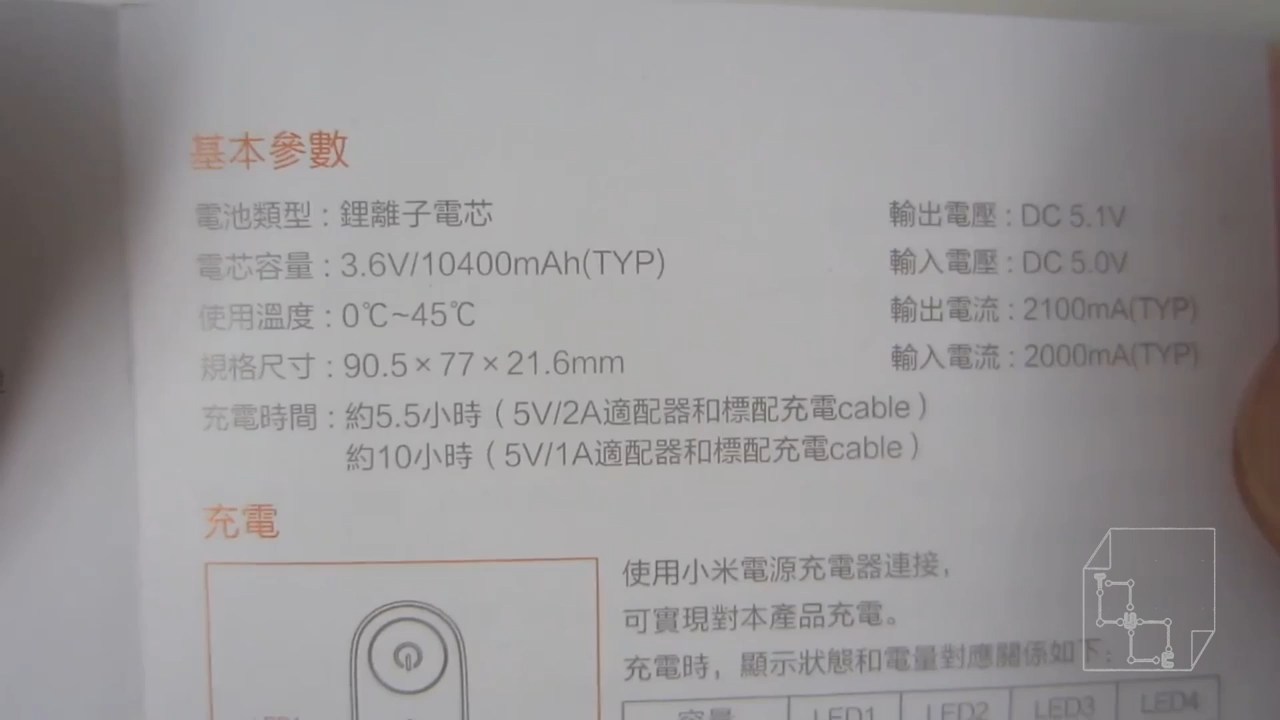 基本參數
電池類型：鋰離子電芯
電芯容量：3.6V/10400mAh(TYP)
使用溫度：0℃~45℃
規格尺寸：90.5×77×21.6mm
充電時間：約5.5小時（5V/2A適配器和標配充電cable）
約10小時（5V/1A適配器和標配充電cable）
輸出電壓：DC 5.1V
輸入電壓：DC 5.0V
輸出電流：2100mA(TYP)
輸入電流：2000mA(TYP)
充電
使用小米電源充電器連接，
可實現對本產品充電。
充電時，顯示狀態和電量對應關係如下：
容量 LED1 LED2 LED3 LED4